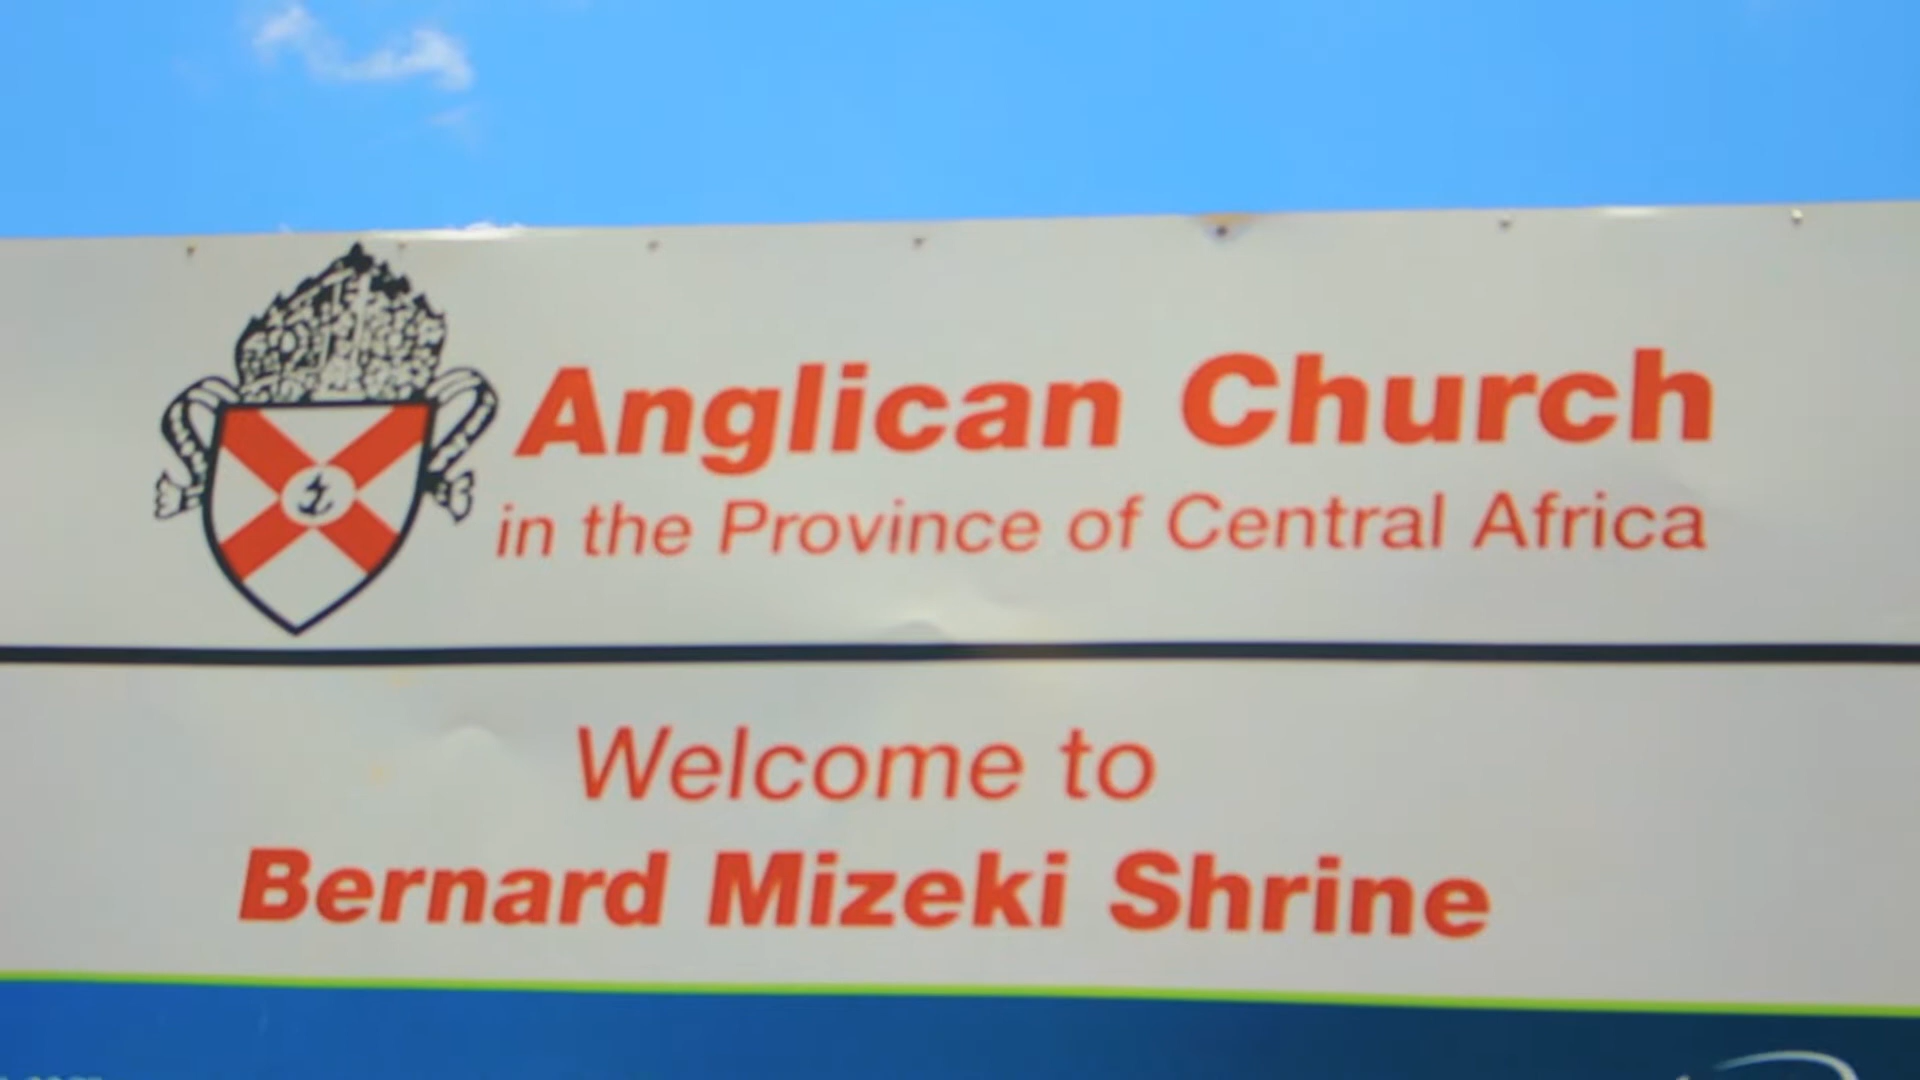 Anglican Church
in the Province of Central Africa
Welcome to
Bernard Mizeki Shrine